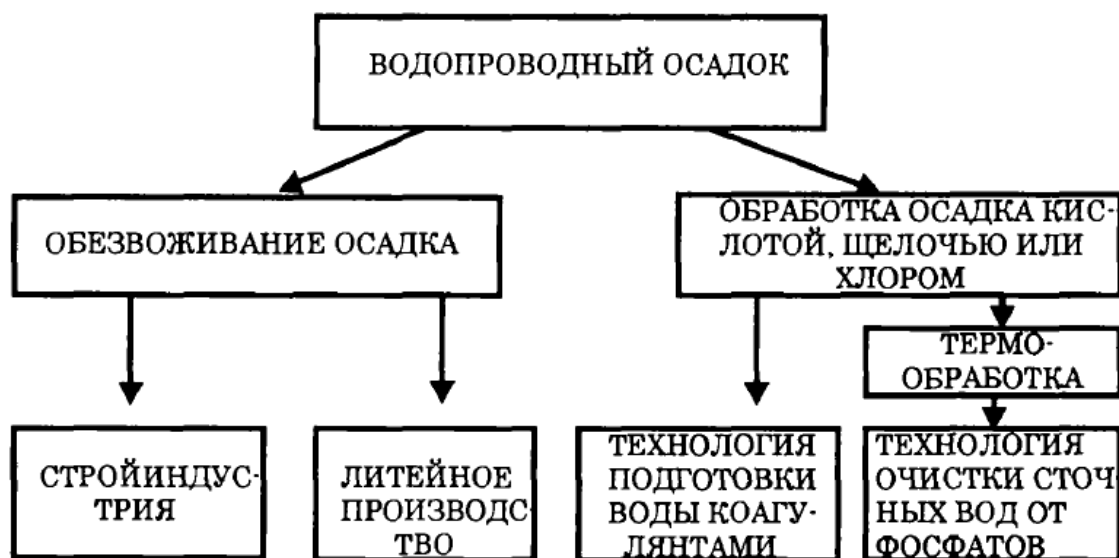 ВОДОПРОВОДНЫЙ ОСАДОК
ОБЕЗВОЖИВАНИЕ ОСАДКА
ОБРАБОТКА ОСАДКА КИС-
ЛОТОЙ, ЩЕЛОЧЬЮ ИЛИ
ХЛОРОМ
ТЕРМО-
ОБРАБОТКА
СТРОЙИНДУС-
ТРИЯ
ЛИТЕЙНОЕ
ПРОИЗВОДС-
ТВО
ТЕХНОЛОГИЯ
ПОДГОТОВКИ
ВОДЫ КОАГУ-
ЛЯНТАМИ
ТЕХНОЛОГИЯ
ОЧИСТКИ СТОЧ
НЫХ ВОД ОТ
ФОСФАТОВ